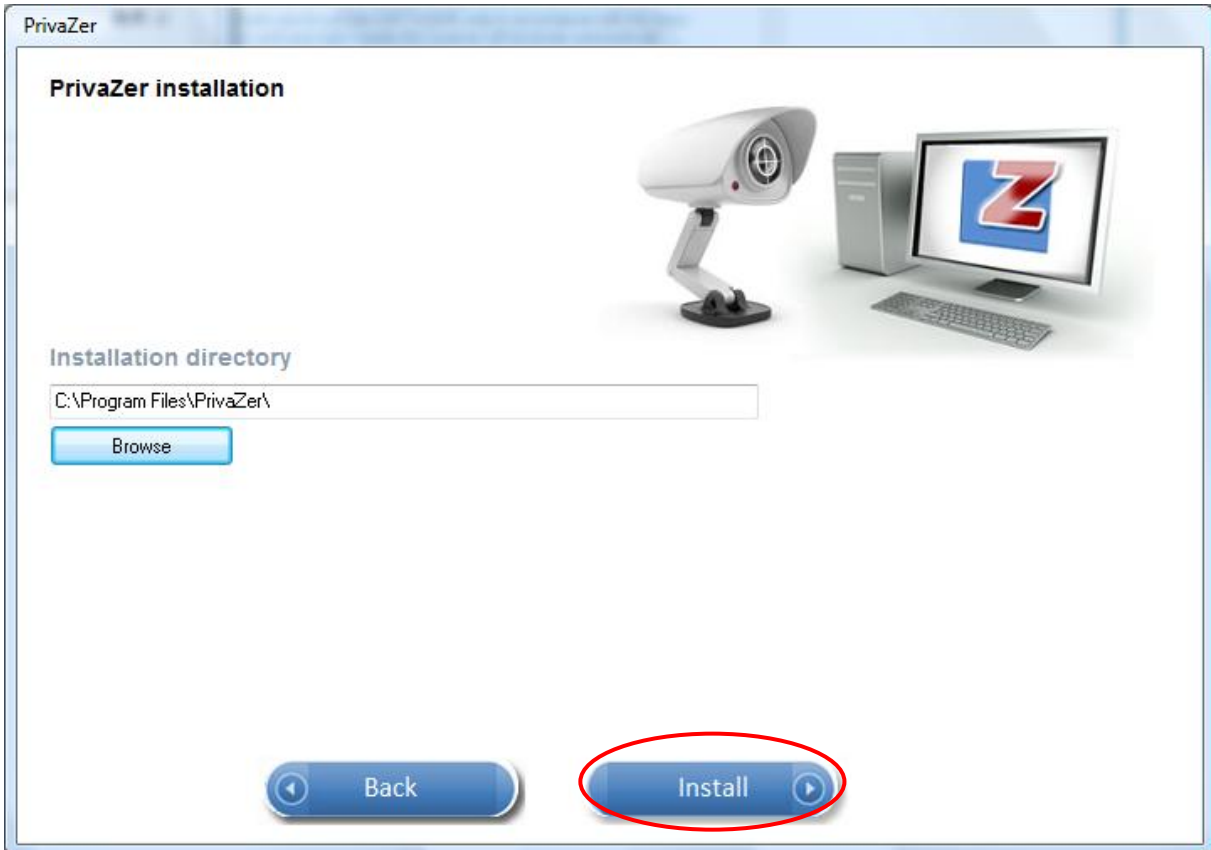 PrivaZer
PrivaZer installation
Z
Installation directory
C:\Program Files\PrivaZer\
Browse
Back
Install